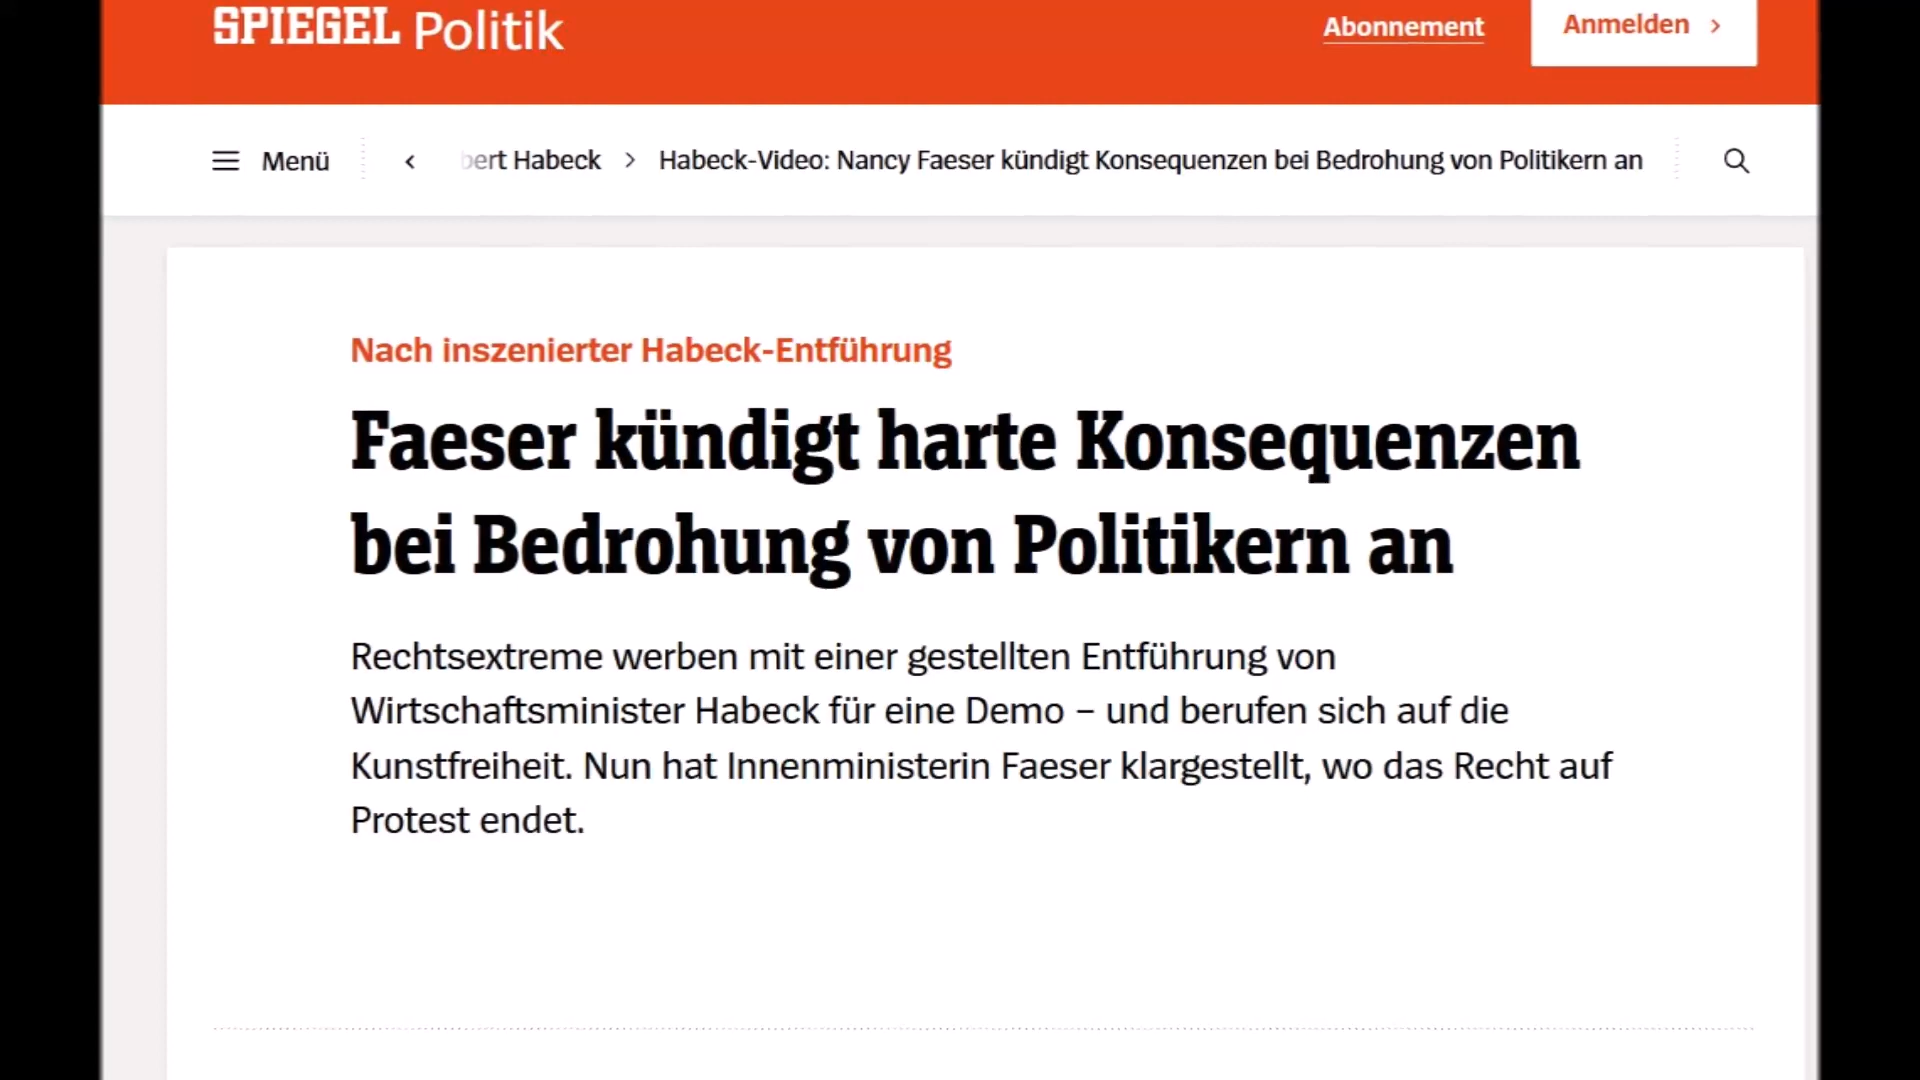 SPIEGEL Politik
Abonnement
Anmelden
Menü
bert Habeck > Habeck-Video: Nancy Faeser kündigt Konsequenzen bei Bedrohung von Politikern an
Nach inszenierter Habeck-Entführung
Faeser kündigt harte Konsequenzen
bei Bedrohung von Politikern an
Rechtsextreme werben mit einer gestellten Entführung von
Wirtschaftsminister Habeck für eine Demo – und berufen sich auf die
Kunstfreiheit. Nun hat Innenministerin Faeser klargestellt, wo das Recht auf
Protest endet.